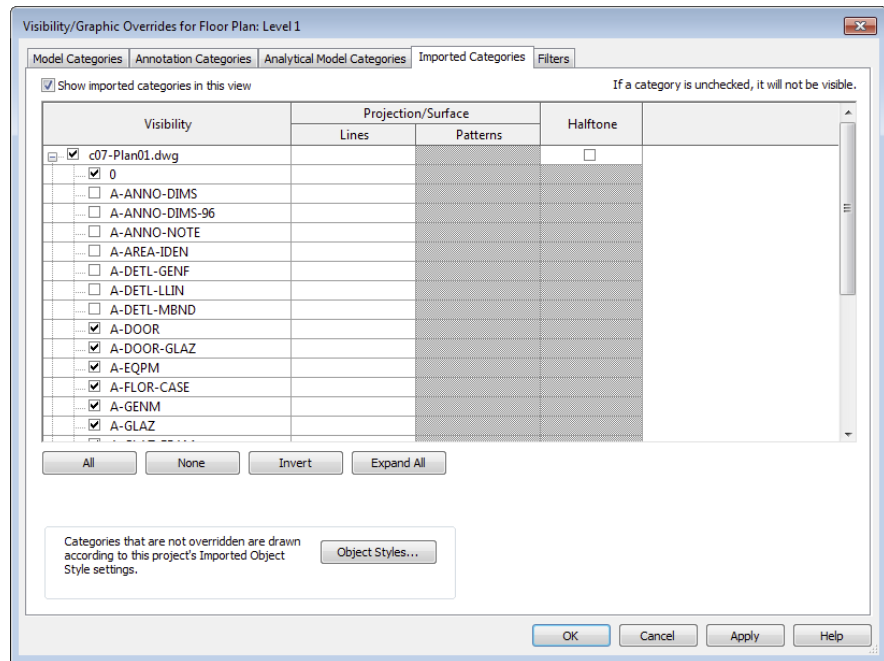 Visibility/Graphic Overrides for Floor Plan: Level 1
Model Categories Annotation Categories Analytical Model Categories Imported Categories Filters
Show imported categories in this view If a category is unchecked, it will not be visible.
Visibility Projection/Surface Halftone
Lines Patterns
c07-Plan01.dwg
0
A-ANNO-DIMS
A-ANNO-DIMS-96
A-ANNO-NOTE
A-AREA-IDEN
A-DETL-GENF
A-DETL-LLIN
A-DETL-MBND
A-DOOR
A-DOOR-GLAZ
A-EQPM
A-FLOR-CASE
A-GENM
A-GLAZ
All None Invert Expand All
Categories that are not overridden are drawn
according to this project's Imported Object
Style settings.
Object Styles...
OK Cancel Apply Help